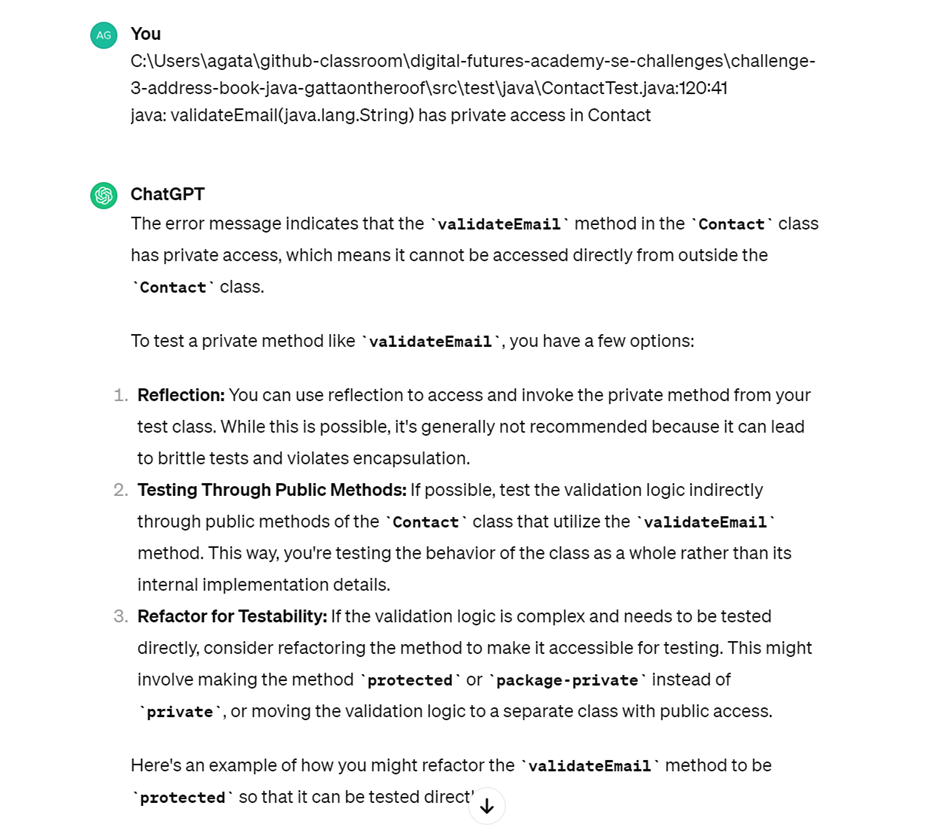 AG You
C:\Users\agata\github-classroom\digital-futures-academy-se-challenges\challenge-
3-address-book-java-gattaontheroof\src\test\java\ContactTest.java:120:41
java: validateEmail(java.lang.String) has private access in Contact
ChatGPT
The error message indicates that the `validateEmail` method in the `Contact` class
has private access, which means it cannot be accessed directly from outside the
`Contact` class.
To test a private method like `validateEmail`, you have a few options:
1. Reflection: You can use reflection to access and invoke the private method from your
test class. While this is possible, it's generally not recommended because it can lead
to brittle tests and violates encapsulation.
2. Testing Through Public Methods: If possible, test the validation logic indirectly
through public methods of the `Contact` class that utilize the `validateEmail`
method. This way, you're testing the behavior of the class as a whole rather than its
internal implementation details.
3. Refactor for Testability: If the validation logic is complex and needs to be tested
directly, consider refactoring the method to make it accessible for testing. This might
involve making the method `protected` or `package-private` instead of
`private`, or moving the validation logic to a separate class with public access.
Here's an example of how you might refactor the `validateEmail` method to be
`protected` so that it can be tested